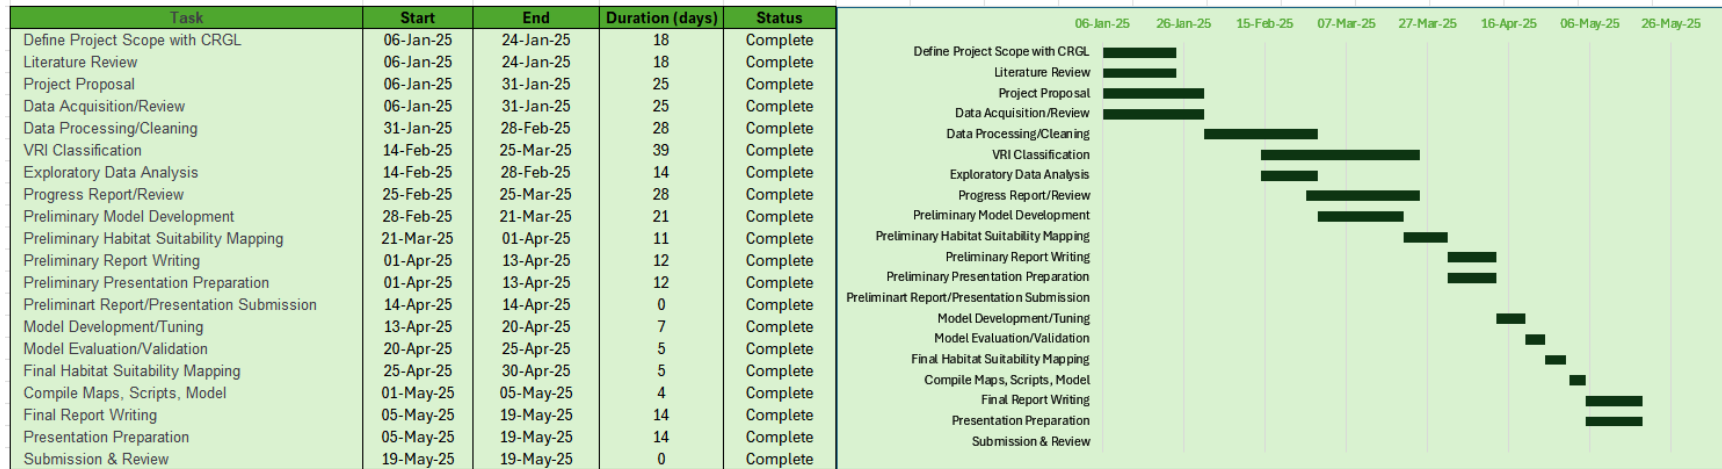 Task Start End Duration (days) Status
Define Project Scope with CRGL 06-Jan-25 24-Jan-25 18 Complete
Literature Review 06-Jan-25 24-Jan-25 18 Complete
Project Proposal 06-Jan-25 31-Jan-25 25 Complete
Data Acquisition/Review 06-Jan-25 31-Jan-25 25 Complete
Data Processing/Cleaning 31-Jan-25 28-Feb-25 28 Complete
VRI Classification 14-Feb-25 25-Mar-25 39 Complete
Exploratory Data Analysis 14-Feb-25 28-Feb-25 14 Complete
Progress Report/Review 25-Feb-25 25-Mar-25 28 Complete
Preliminary Model Development 28-Feb-25 21-Mar-25 21 Complete
Preliminary Habitat Suitability Mapping 21-Mar-25 01-Apr-25 11 Complete
Preliminary Report Writing 01-Apr-25 13-Apr-25 12 Complete
Preliminary Presentation Preparation 01-Apr-25 13-Apr-25 12 Complete
Preliminart Report/Presentation Submission 14-Apr-25 14-Apr-25 0 Complete
Model Development/Tuning 13-Apr-25 20-Apr-25 7 Complete
Model Evaluation/Validation 20-Apr-25 25-Apr-25 5 Complete
Final Habitat Suitability Mapping 25-Apr-25 30-Apr-25 5 Complete
Compile Maps, Scripts, Model 01-May-25 05-May-25 4 Complete
Final Report Writing 05-May-25 19-May-25 14 Complete
Presentation Preparation 05-May-25 19-May-25 14 Complete
Submission & Review 19-May-25 19-May-25 0 Complete
06-Jan-25 26-Jan-25 15-Feb-25 07-Mar-25 27-Mar-25 16-Apr-25 06-May-25 26-May-25
Define Project Scope with CRGL
Literature Review
Project Proposal
Data Acquisition/Review
Data Processing/Cleaning
VRI Classification
Exploratory Data Analysis
Progress Report/Review
Preliminary Model Development
Preliminary Habitat Suitability Mapping
Preliminary Report Writing
Preliminary Presentation Preparation
Preliminart Report/Presentation Submission
Model Development/Tuning
Model Evaluation/Validation
Final Habitat Suitability Mapping
Compile Maps, Scripts, Model
Final Report Writing
Presentation Preparation
Submission & Review